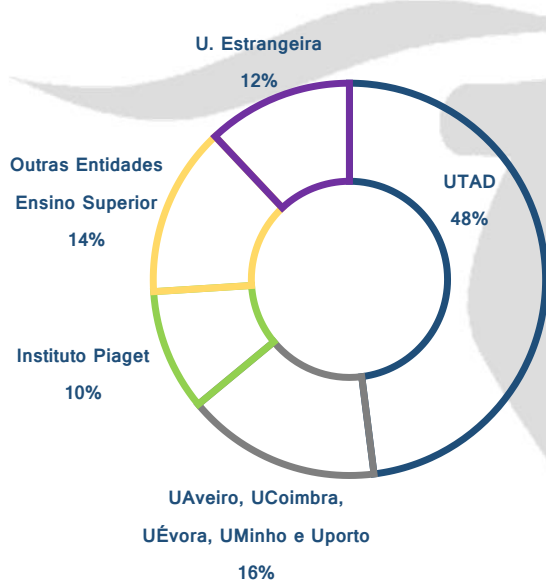 U. Estrangeira
12%
Outras Entidades
Ensino Superior
14%
UTAD
48%
Instituto Piaget
10%
UAveiro, UCoimbra,
UÉvora, UMinho e Uporto
16%